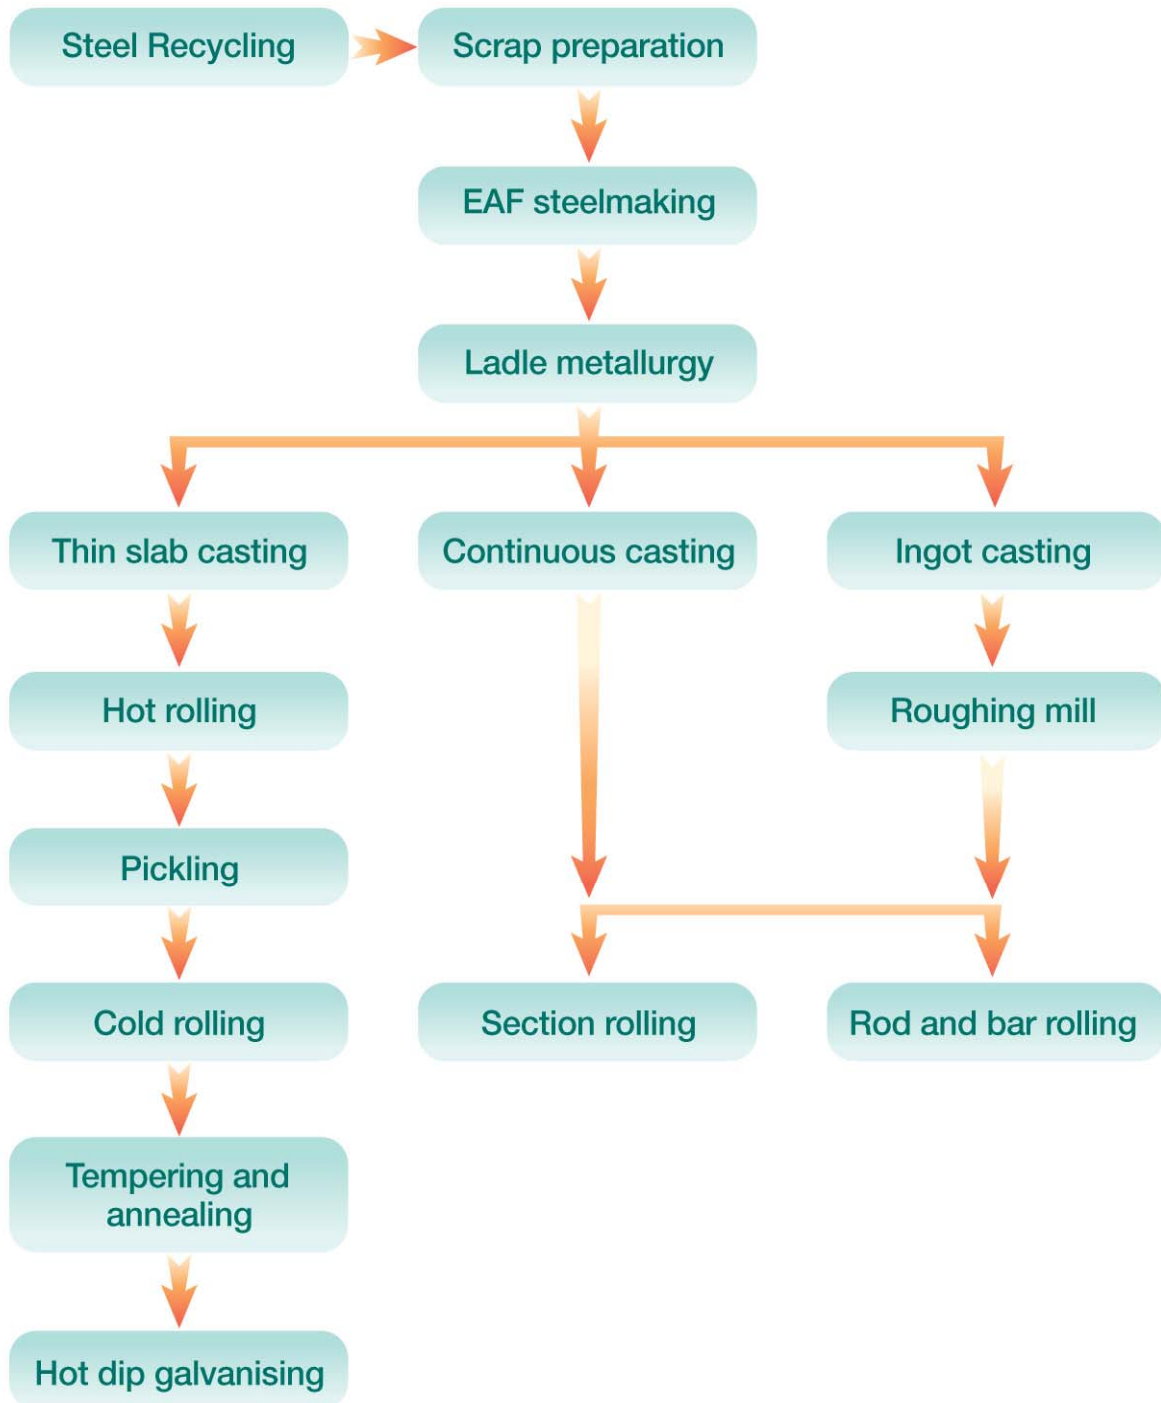 Steel Recycling
Scrap preparation
EAF steelmaking
Ladle metallurgy
Thin slab casting
Continuous casting
Ingot casting
Hot rolling
Roughing mill
Pickling
Cold rolling
Section rolling
Rod and bar rolling
Tempering and
annealing
Hot dip galvanising